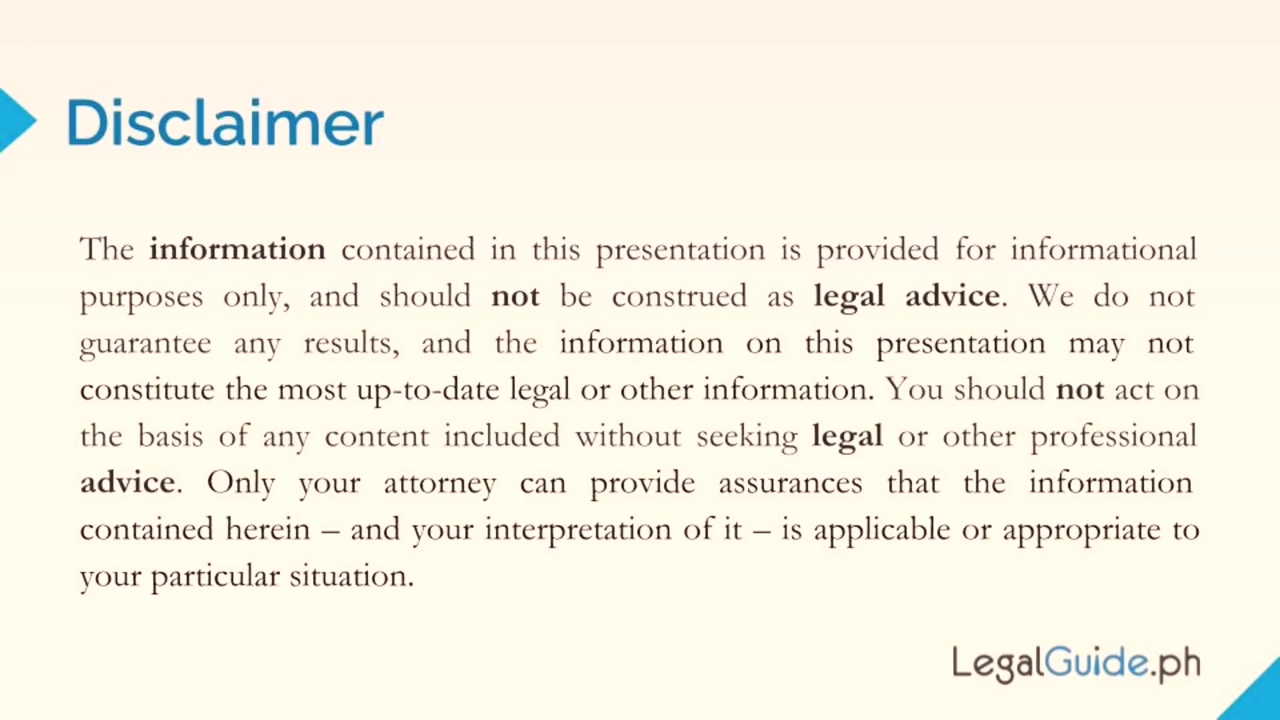 Disclaimer
The information contained in this presentation is provided for informational
purposes only, and should not be construed as legal advice. We do not
guarantee any results, and the information on this presentation may not
constitute the most up-to-date legal or other information. You should not act on
the basis of any content included without seeking legal or other professional
advice. Only your attorney can provide assurances that the information
contained herein – and your interpretation of it – is applicable or appropriate to
your particular situation.
LegalGuide.ph